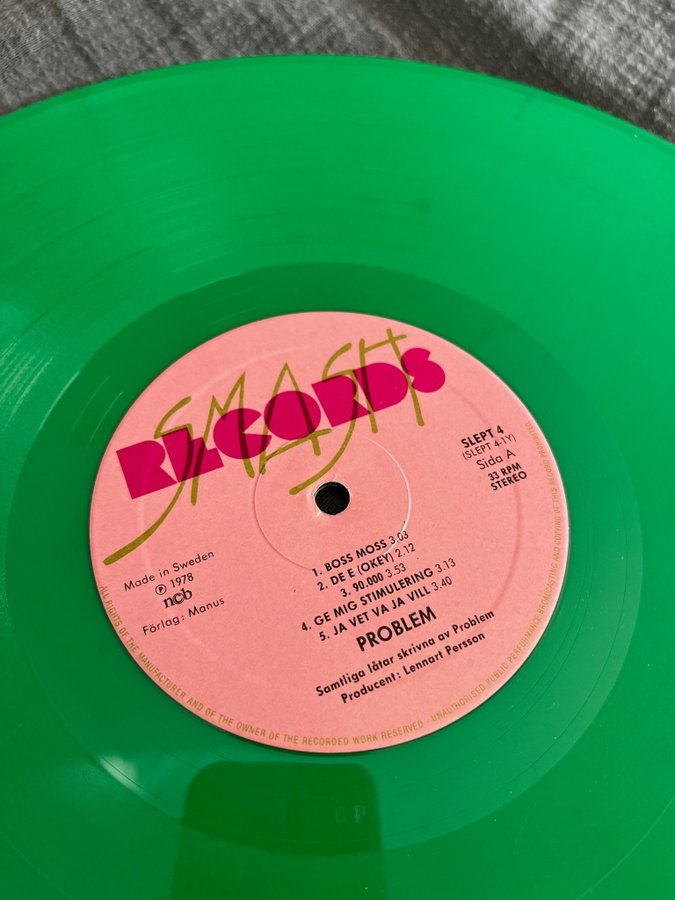 SMASH
RECORDS
SLEPT 4
(SLEPT 4-1Y)
Sida A
33 RPM
STEREO
Made in Sweden
Ⓟ 1978
ncb
Förlag: Manus
1. BOSS MOSS 3.03
2. DE E (OKEY) 2.12
3. 90.000 3.53
4. GE MIG STIMULERING 3.13
5. JA VET VA JA VILL 3.40
PROBLEM
Samtliga låtar skrivna av Problem
Producent: Lennart Persson
ALL RIGHTS OF THE MANUFACTURER AND OF THE OWNER OF THE RECORDED WORK RESERVED - UNAUTHORISED PUBLIC PERFORMANCE BROADCASTING AND COPYING OF THIS RECORD PROHIBITED